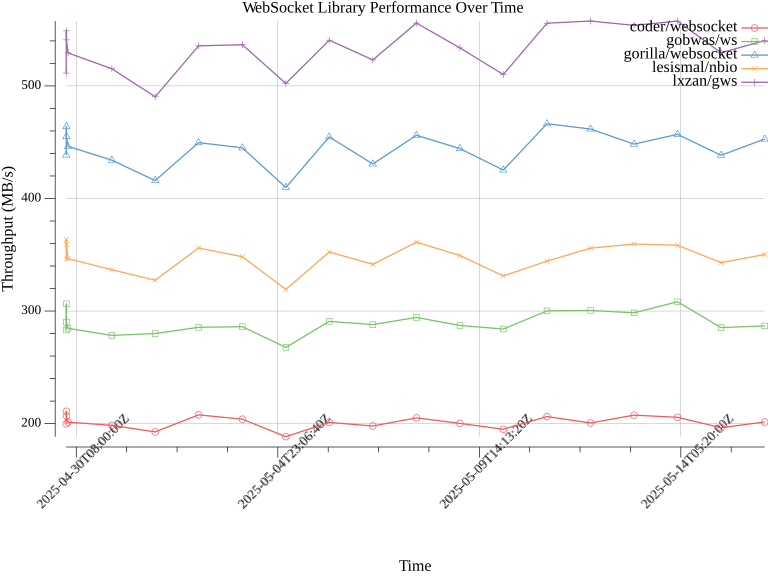 WebSocket Library Performance Over Time
coder/websocket
gobwas/ws
gorilla/websocket
lesismal/nbio
lxzan/gws
Throughput (MB/s)
500
400
300
200
2025-04-30T08:00:00Z
2025-05-04T23:06:40Z
2025-05-09T14:13:20Z
2025-05-14T05:20:00Z
Time